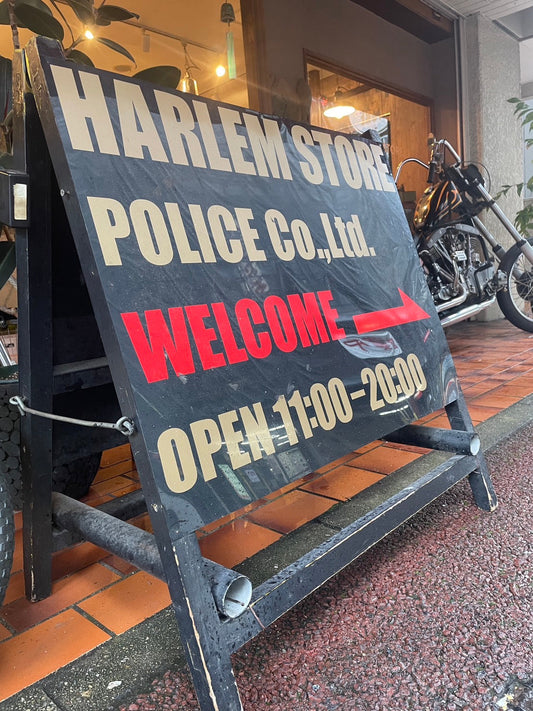 HARLEM STORE
POLICE Co.,Ltd.
WELCOME
OPEN 11:00-20:00